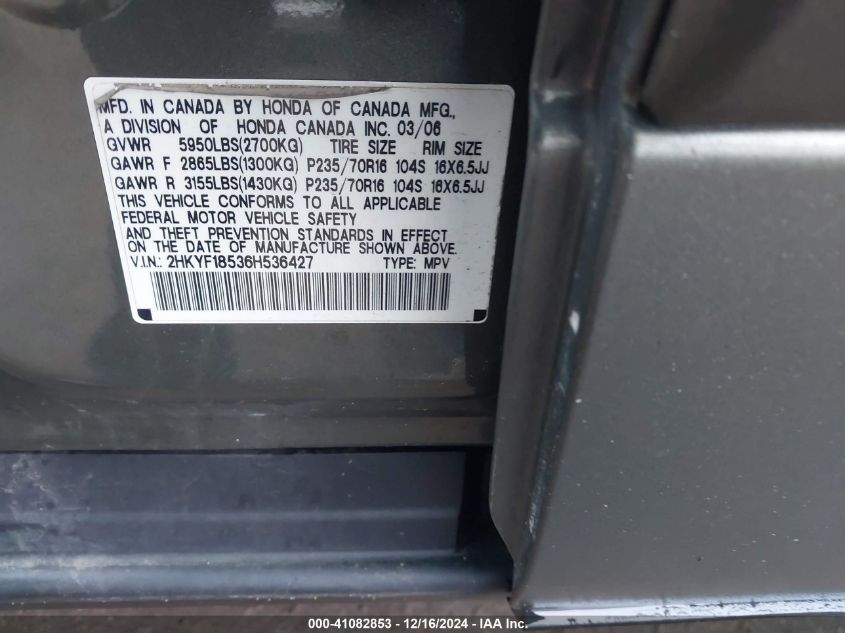 MFD. IN CANADA BY HONDA OF CANADA MFG.,
A DIVISION OF HONDA CANADA INC. 03/06
GVWR 5950LBS(2700KG) TIRE SIZE RIM SIZE
GAWR F 2865LBS(1300KG) P235/70R16 104S 16X6.5JJ
GAWR R 3155LBS(1430KG) P235/70R16 104S 16X6.5JJ
THIS VEHICLE CONFORMS TO ALL APPLICABLE
FEDERAL MOTOR VEHICLE SAFETY
AND THEFT PREVENTION STANDARDS IN EFFECT
ON THE DATE OF MANUFACTURE SHOWN ABOVE.
V.I.N.: 2HKYF18536H536427 TYPE: MPV
000-41082853 - 12/16/2024 - IAA Inc.